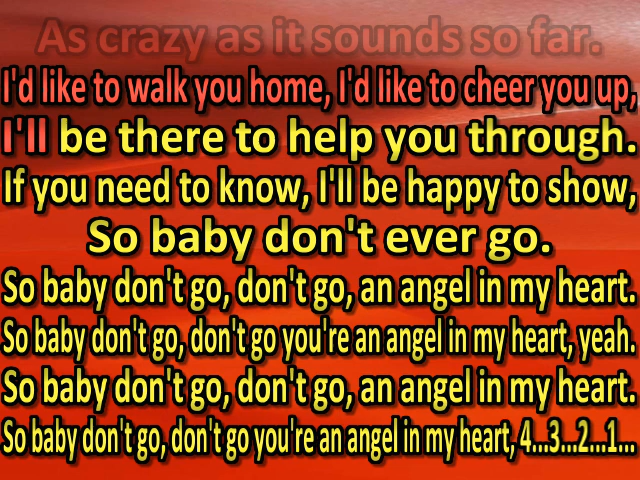 As crazy as it sounds so far.
I'd like to walk you home, I'd like to cheer you up,
I'll be there to help you through.
If you need to know, I'll be happy to show,
So baby don't ever go.
So baby don't go, don't go, an angel in my heart.
So baby don't go, don't go you're an angel in my heart, yeah.
So baby don't go, don't go, an angel in my heart.
So baby don't go, don't go you're an angel in my heart, 4...3...2...1...